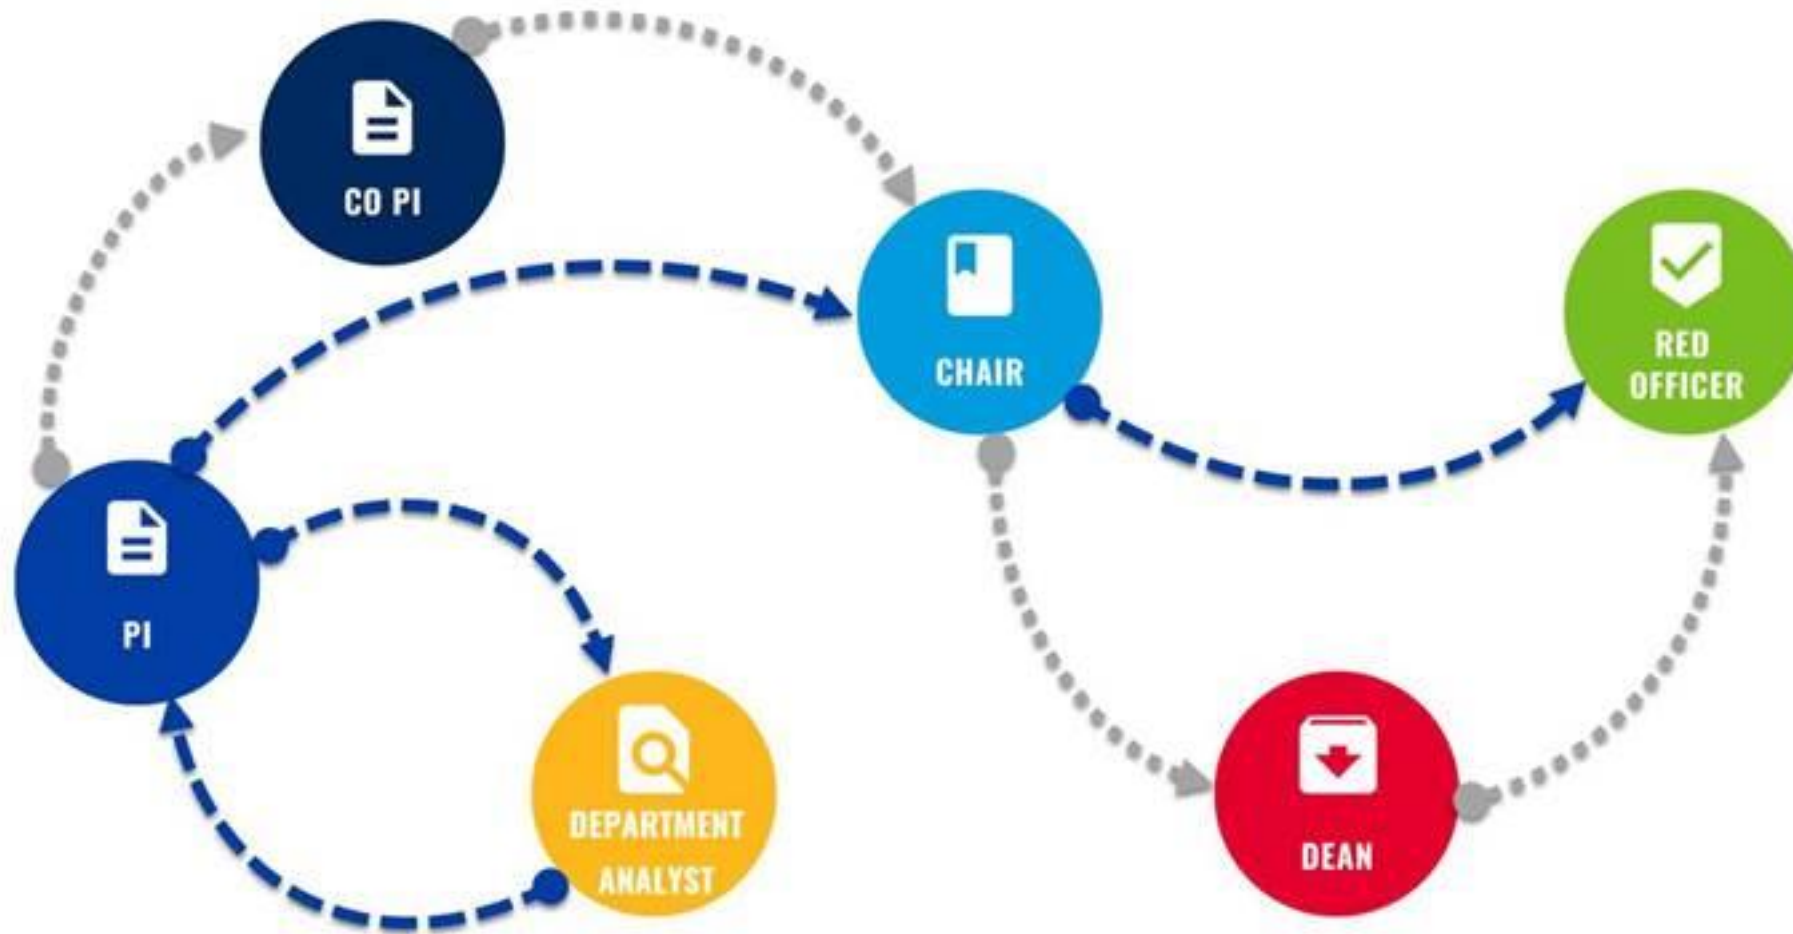 CO PI
CHAIR
RED
OFFICER
PI
DEPARTMENT
ANALYST
DEAN